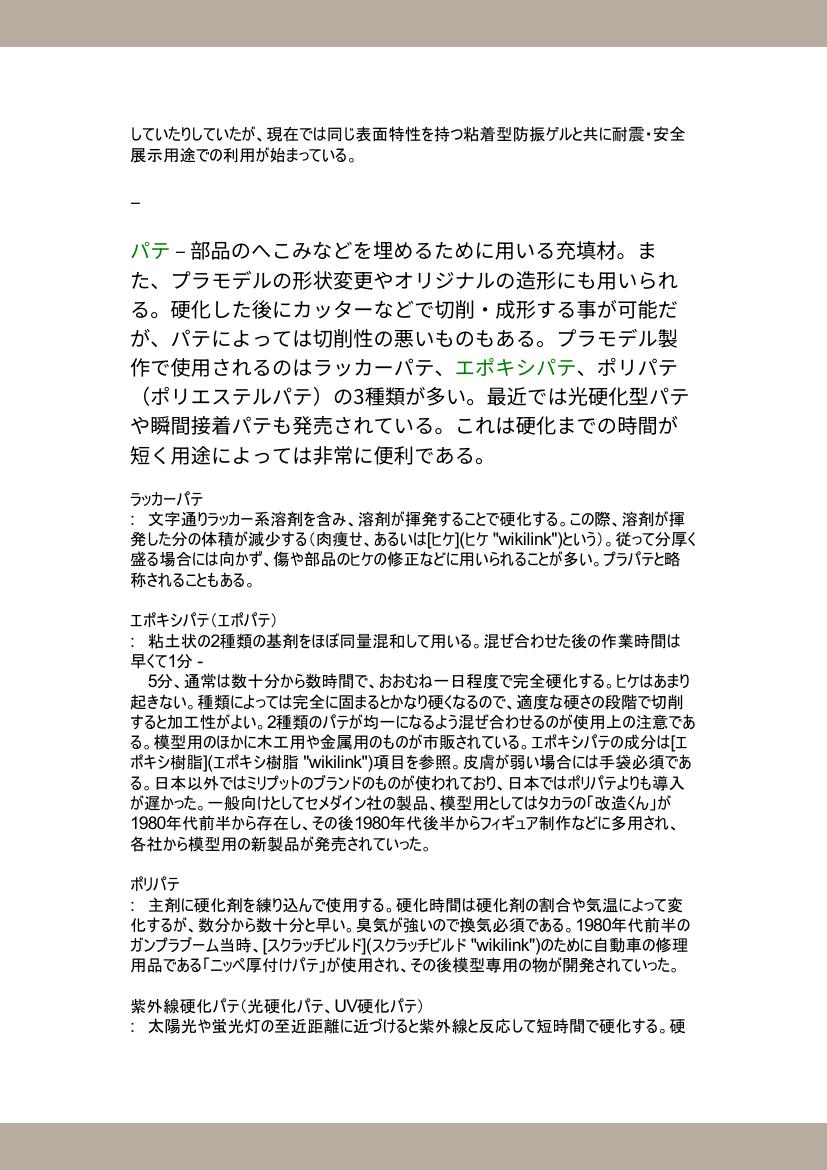 していたりしていたが、現在では同じ表面特性を持つ粘着型防振ゲルと共に耐震・安全
展示用途での利用が始まっている。
–
パテ – 部品のへこみなどを埋めるために用いる充填材。ま
た、プラモデルの形状変更やオリジナルの造形にも用いられ
る。硬化した後にカッターなどで切削・成形する事が可能だ
が、パテによっては切削性の悪いものもある。プラモデル製
作で使用されるのはラッカーパテ、エポキシパテ、ポリパテ
（ポリエステルパテ）の3種類が多い。最近では光硬化型パテ
や瞬間接着パテも発売されている。これは硬化までの時間が
短く用途によっては非常に便利である。
ラッカーパテ
:　文字通りラッカー系溶剤を含み、溶剤が揮発することで硬化する。この際、溶剤が揮
発した分の体積が減少する（肉痩せ、あるいは[ヒケ](ヒケ "wikilink")という）。従って分厚く
盛る場合には向かず、傷や部品のヒケの修正などに用いられることが多い。プラパテと略
称されることもある。
エポキシパテ（エポパテ）
:　粘土状の2種類の基剤をほぼ同量混和して用いる。混ぜ合わせた後の作業時間は
早くて1分 -
　5分、通常は数十分から数時間で、おおむね一日程度で完全硬化する。ヒケはあまり
起きない。種類によっては完全に固まるとかなり硬くなるので、適度な硬さの段階で切削
すると加工性がよい。2種類のパテが均一になるよう混ぜ合わせるのが使用上の注意であ
る。模型用のほかに木工用や金属用のものが市販されている。エポキシパテの成分は[エ
ポキシ樹脂](エポキシ樹脂 "wikilink")項目を参照。皮膚が弱い場合には手袋必須であ
る。日本以外ではミリプットのブランドのものが使われており、日本ではポリパテよりも導入
が遅かった。一般向けとしてセメダイン社の製品、模型用としてはタカラの「改造くん」が
1980年代前半から存在し、その後1980年代後半からフィギュア制作などに多用され、
各社から模型用の新製品が発売されていった。
ポリパテ
:　主剤に硬化剤を練り込んで使用する。硬化時間は硬化剤の割合や気温によって変
化するが、数分から数十分と早い。臭気が強いので換気必須である。1980年代前半の
ガンプラブーム当時、[スクラッチビルド](スクラッチビルド "wikilink")のために自動車の修理
用品である「ニッペ厚付けパテ」が使用され、その後模型専用の物が開発されていった。
紫外線硬化パテ（光硬化パテ、UV硬化パテ）
:　太陽光や蛍光灯の至近距離に近づけると紫外線と反応して短時間で硬化する。硬